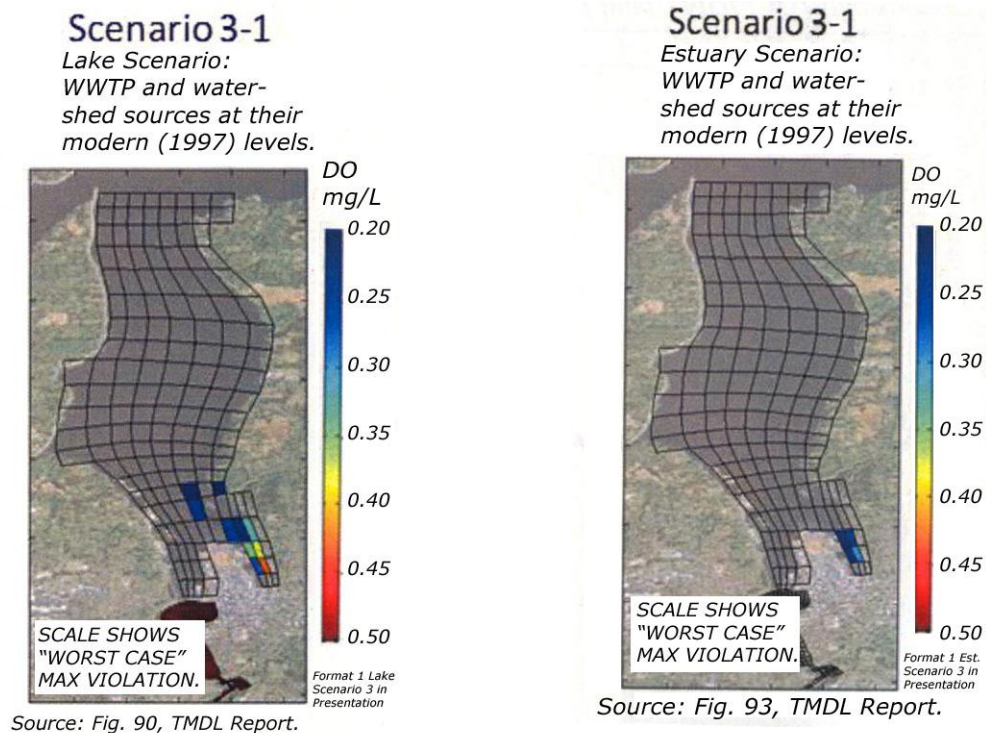 Scenario 3-1
Lake Scenario:
WWTP and water-
shed sources at their
modern (1997) levels.
DO
mg/L
0.20
0.25
0.30
0.35
0.40
0.45
0.50
SCALE SHOWS
“WORST CASE”
MAX VIOLATION.
Format 1 Lake
Scenario 3 in
Presentation
Source: Fig. 90, TMDL Report.
Scenario 3-1
Estuary Scenario:
WWTP and water-
shed sources at their
modern (1997) levels.
DO
mg/L
0.20
0.25
0.30
0.35
0.40
0.45
0.50
SCALE SHOWS
“WORST CASE”
MAX VIOLATION.
Format 1 Est.
Scenario 3 in
Presentation
Source: Fig. 93, TMDL Report.